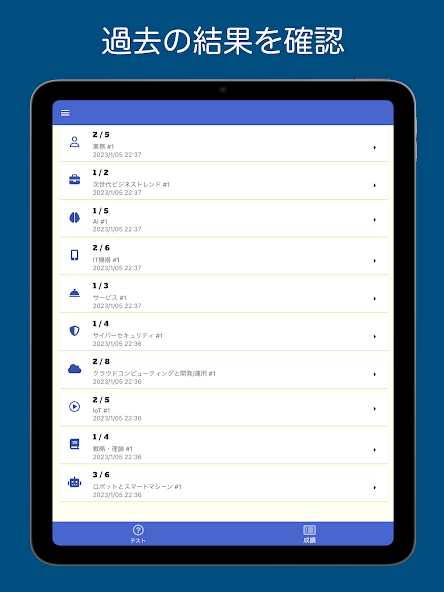 過去の結果を確認
2 / 5
業務 #1
2023/1/05 22:37
1 / 2
次世代ビジネストレンド #1
2023/1/05 22:37
1 / 5
AI #1
2023/1/05 22:37
2 / 6
IT機器 #1
2023/1/05 22:37
1 / 3
サービス #1
2023/1/05 22:37
1 / 4
サイバーセキュリティ #1
2023/1/05 22:36
2 / 8
クラウドコンピューティングと開発/運用 #1
2023/1/05 22:36
2 / 5
IoT #1
2023/1/05 22:36
1 / 4
戦略・理論 #1
2023/1/05 22:36
3 / 6
ロボットとスマートマシーン #1
2023/1/05 22:36
テスト
成績